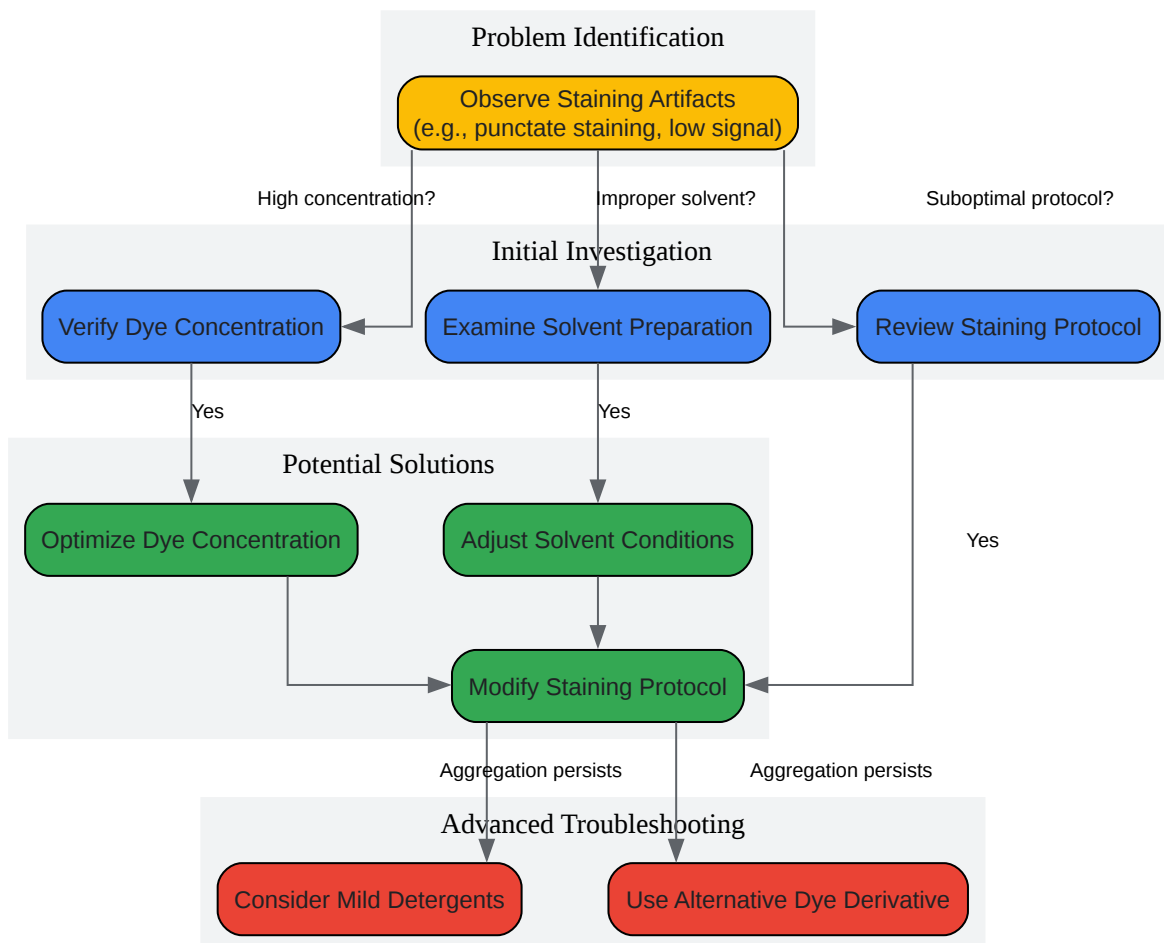 Problem Identification
Observe Staining Artifacts
(e.g., punctate staining, low signal)
High concentration?
Improper solvent?
Suboptimal protocol?
Initial Investigation
Verify Dye Concentration
Examine Solvent Preparation
Review Staining Protocol
Yes
Yes
Potential Solutions
Optimize Dye Concentration
Adjust Solvent Conditions
Yes
Modify Staining Protocol
Aggregation persists
Aggregation persists
Advanced Troubleshooting
Consider Mild Detergents
Use Alternative Dye Derivative